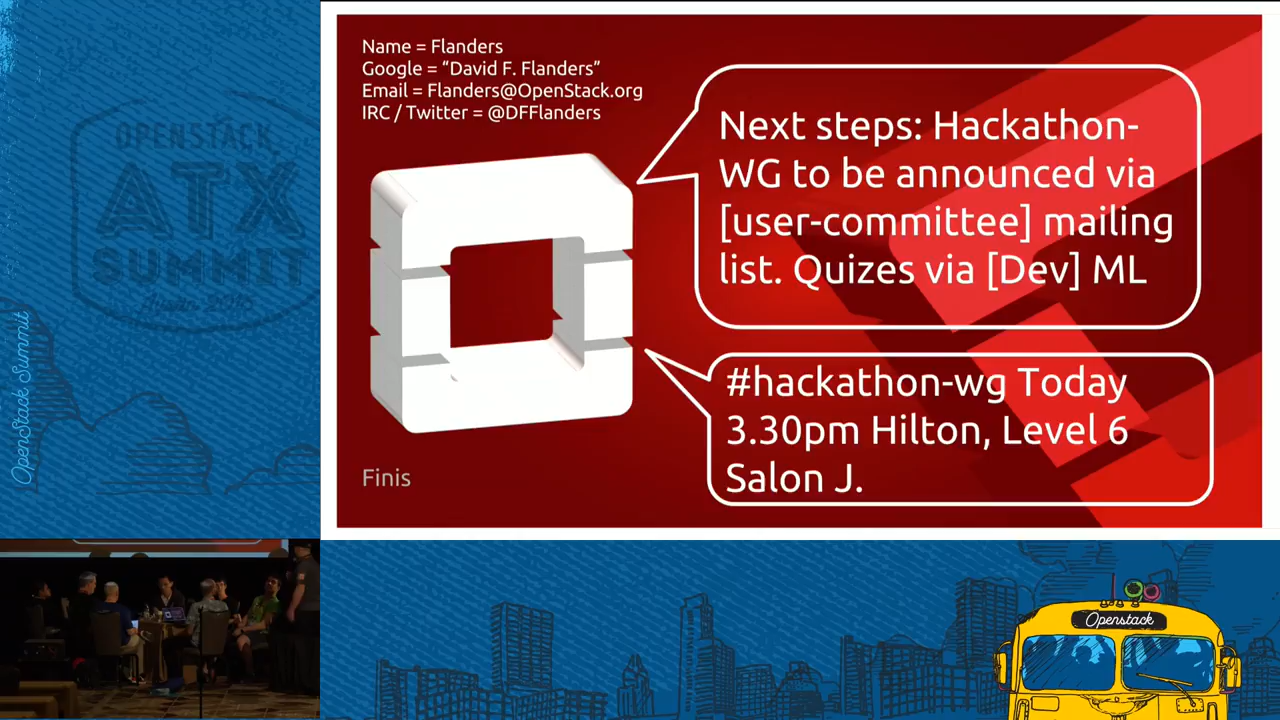 OPENSTACK
ATX
SUMMIT
Austin 2016
OpenStack Summit
Name = Flanders
Google = “David F. Flanders”
Email = Flanders@OpenStack.org
IRC / Twitter = @DFFlanders
Next steps: Hackathon-
WG to be announced via
[user-committee] mailing
list. Quizes via [Dev] ML
#hackathon-wg Today
3.30pm Hilton, Level 6
Salon J.
Finis
Openstack